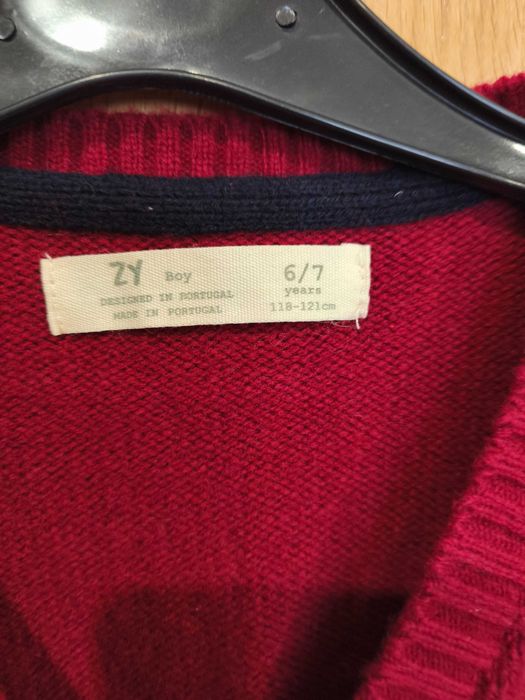 ZY Boy
DESIGNED IN PORTUGAL
MADE IN PORTUGAL
6/7
years
118-121cm